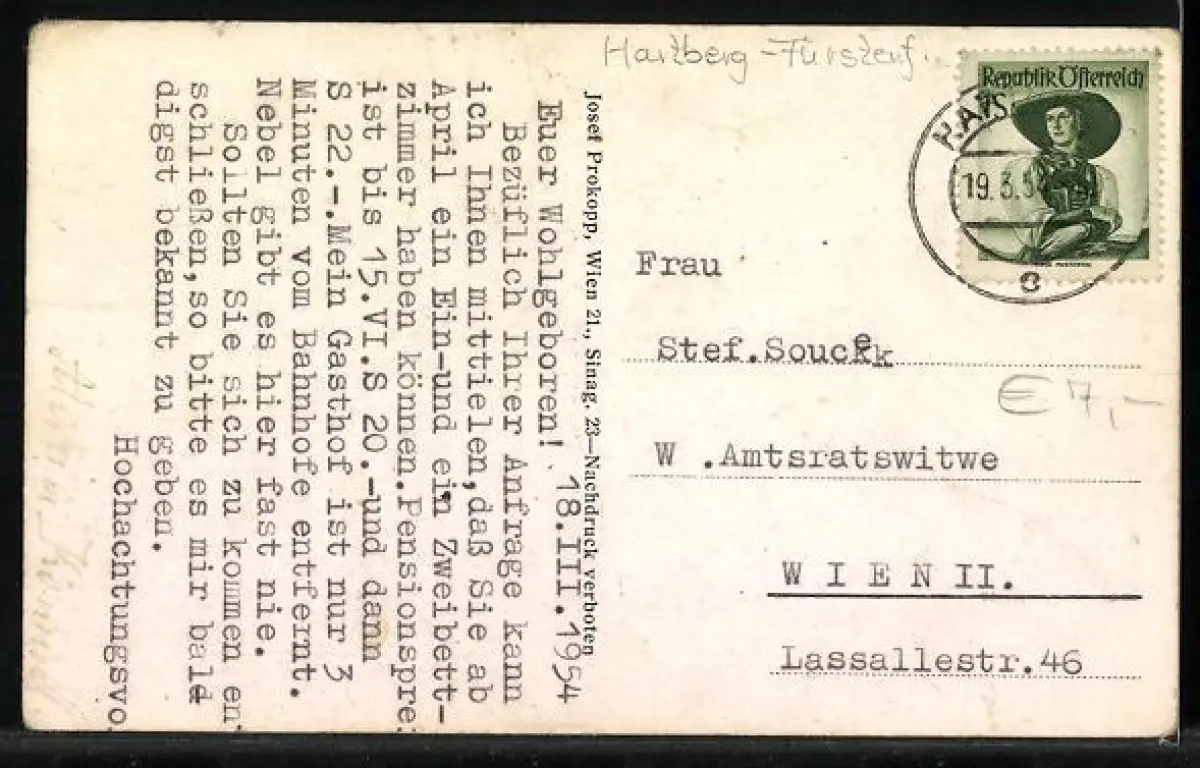 Hartberg - Fürstenf..
Republik Österreich
1S
HAR
19.3.5
e
Josef Prokopp, Wien 21., Sinag. 23—Nachdruck verboten
18.III.1954
Euer Wohlgeboren!
Bezüflich Ihrer Anfrage kann
ich Ihnen mittielen,daß Sie ab
April ein Ein-und ein Zweibett-
zimmer haben können.Pensionsprei
ist bis 15.VI.S 20.-und dann
S 22.-.Mein Gasthof ist nur 3
Minuten vom Bahnhofe entfernt.
Nebel gibt es hier fast nie.
Sollten Sie sich zu kommen en
schließen,so bitte es mir bald
digst bekannt zu geben.
Hochachtungsvo
Frau
Stef.Soucek
W .Amtsratswitwe
W I E N II.
Lassallestr.46
€ 7,-